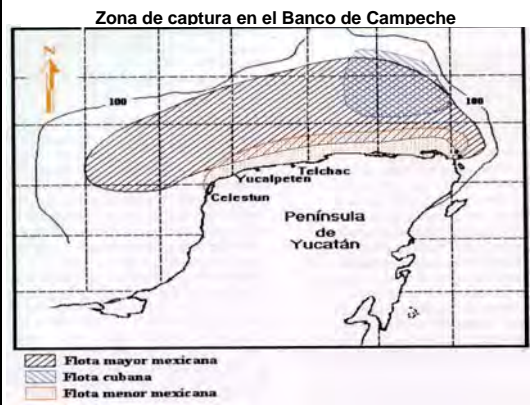 Zona de captura en el Banco de Campeche
N
100
100
Telchac
Yucalpeten
Celestun
Península
de
Yucatán
Flota mayor mexicana
Flota cubana
Flota menor mexicana